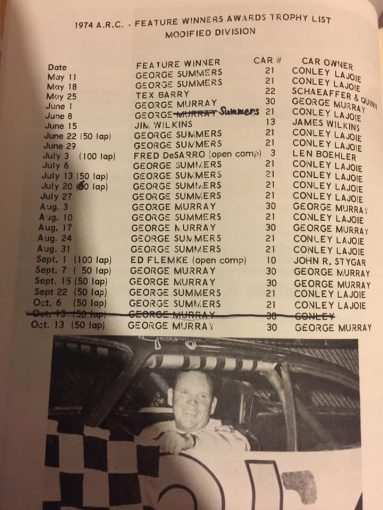 1974 A.R.C. - FEATURE WINNERS AWARDS TROPHY LIST
MODIFIED DIVISION
Date FEATURE WINNER CAR # CAR OWNER
May 11 GEORGE SUMMERS 21 CONLEY LAJOIE
May 18 GEORGE SUMMERS 21 CONLEY LAJOIE
May 25 TEX BARRY 22 SCHAEAFFER & QUINN
June 1 GEORGE MURRAY 30 GEORGE MURRAY
June 8 GEORGE MURRAY Summers 21 CONLEY LAJOIE
June 15 JIM WILKINS 13 JAMES WILKINS
June 22 (50 lap) GEORGE SUMMERS 21 CONLEY LAJOIE
June 29 GEORGE SUMMERS 21 CONLEY LAJOIE
July 3 (100 lap) FRED DeSARRO (open comp) 3 LEN BOEHLER
July 6 GEORGE SUMMERS 21 CONLEY LAJOIE
July 13 (50 lap) GEORGE SUMMERS 21 CONLEY LAJOIE
July 20 (60 lap) GEORGE SUMMERS 21 CONLEY LAJOIE
July 27 GEORGE SUMMERS 21 CONLEY LAJOIE
Aug. 3 GEORGE MURRAY 30 GEORGE MURRAY
Aug. 10 GEORGE SUMMERS 21 CONLEY LAJOIE
Aug. 17 GEORGE MURRAY 30 GEORGE MURRAY
Aug. 24 GEORGE SUMMERS 21 CONLEY LAJOIE
Aug. 31 GEORGE SUMMERS 21 CONLEY LAJOIE
Sept. 1 (100 lap) ED FLEMKE (open comp) 10 JOHN R. STYGAR
Sept. 7 ( 50 lap) GEORGE MURRAY 30 GEORGE MURRAY
Sept. 15 (50 lap) GEORGE MURRAY 30 GEORGE MURRAY
Sept 22 (50 lap) GEORGE SUMMERS 21 CONLEY LAJOIE
Oct. 6 (50 lap) GEORGE SUMMERS 21 CONLEY LAJOIE
Oct. 13 (50 lap) GEORGE MURRAY 30 CONLEY
Oct. 13 (50 lap) GEORGE MURRAY 30 GEORGE MURRAY